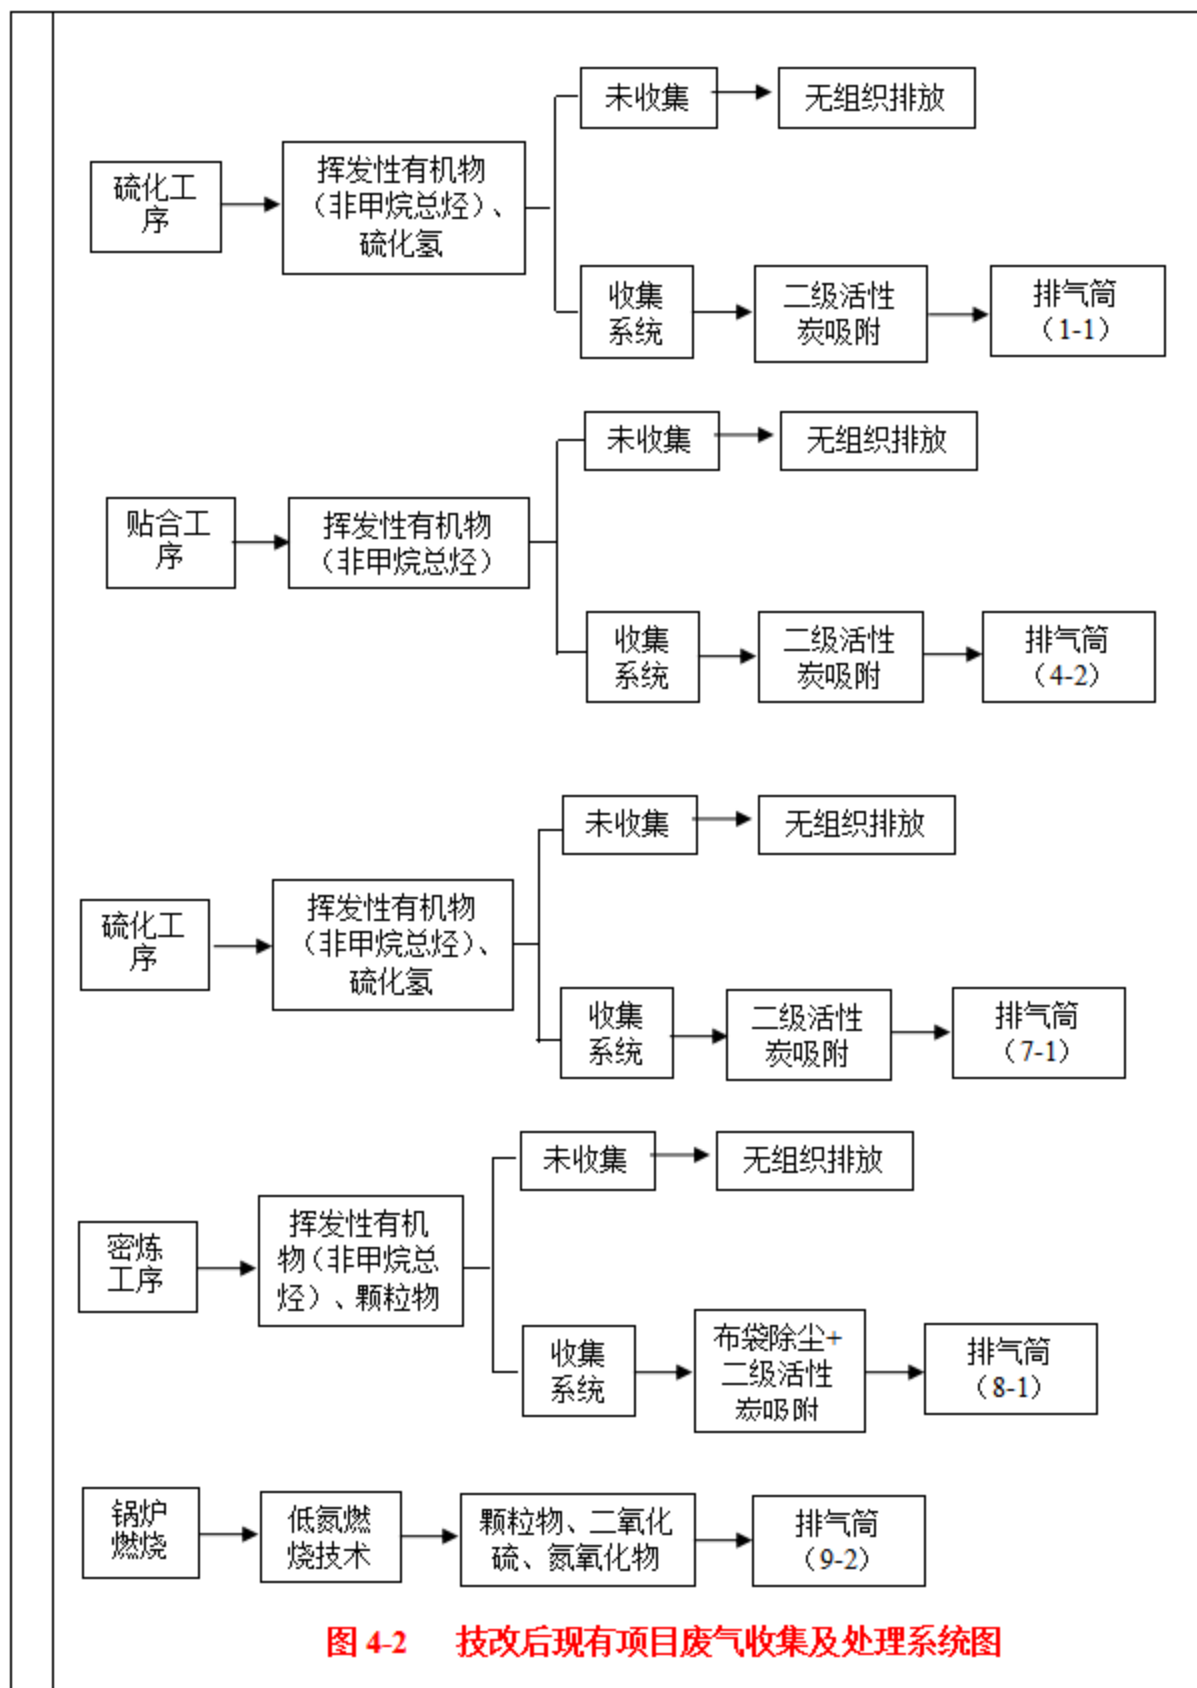 未收集
无组织排放
硫化工
序
挥发性有机物
（非甲烷总烃）、
硫化氢
收集
系统
二级活性
炭吸附
排气筒
（1-1）
未收集
无组织排放
贴合工
序
挥发性有机物
（非甲烷总烃）
收集
系统
二级活性
炭吸附
排气筒
（4-2）
未收集
无组织排放
硫化工
序
挥发性有机物
（非甲烷总烃）、
硫化氢
收集
系统
二级活性
炭吸附
排气筒
（7-1）
未收集
无组织排放
密炼
工序
挥发性有机
物（非甲烷总
烃）、颗粒物
收集
系统
布袋除尘+
二级活性
炭吸附
排气筒
（8-1）
锅炉
燃烧
低氮燃
烧技术
颗粒物、二氧化
硫、氮氧化物
排气筒
（9-2）
图 4-2 技改后现有项目废气收集及处理系统图